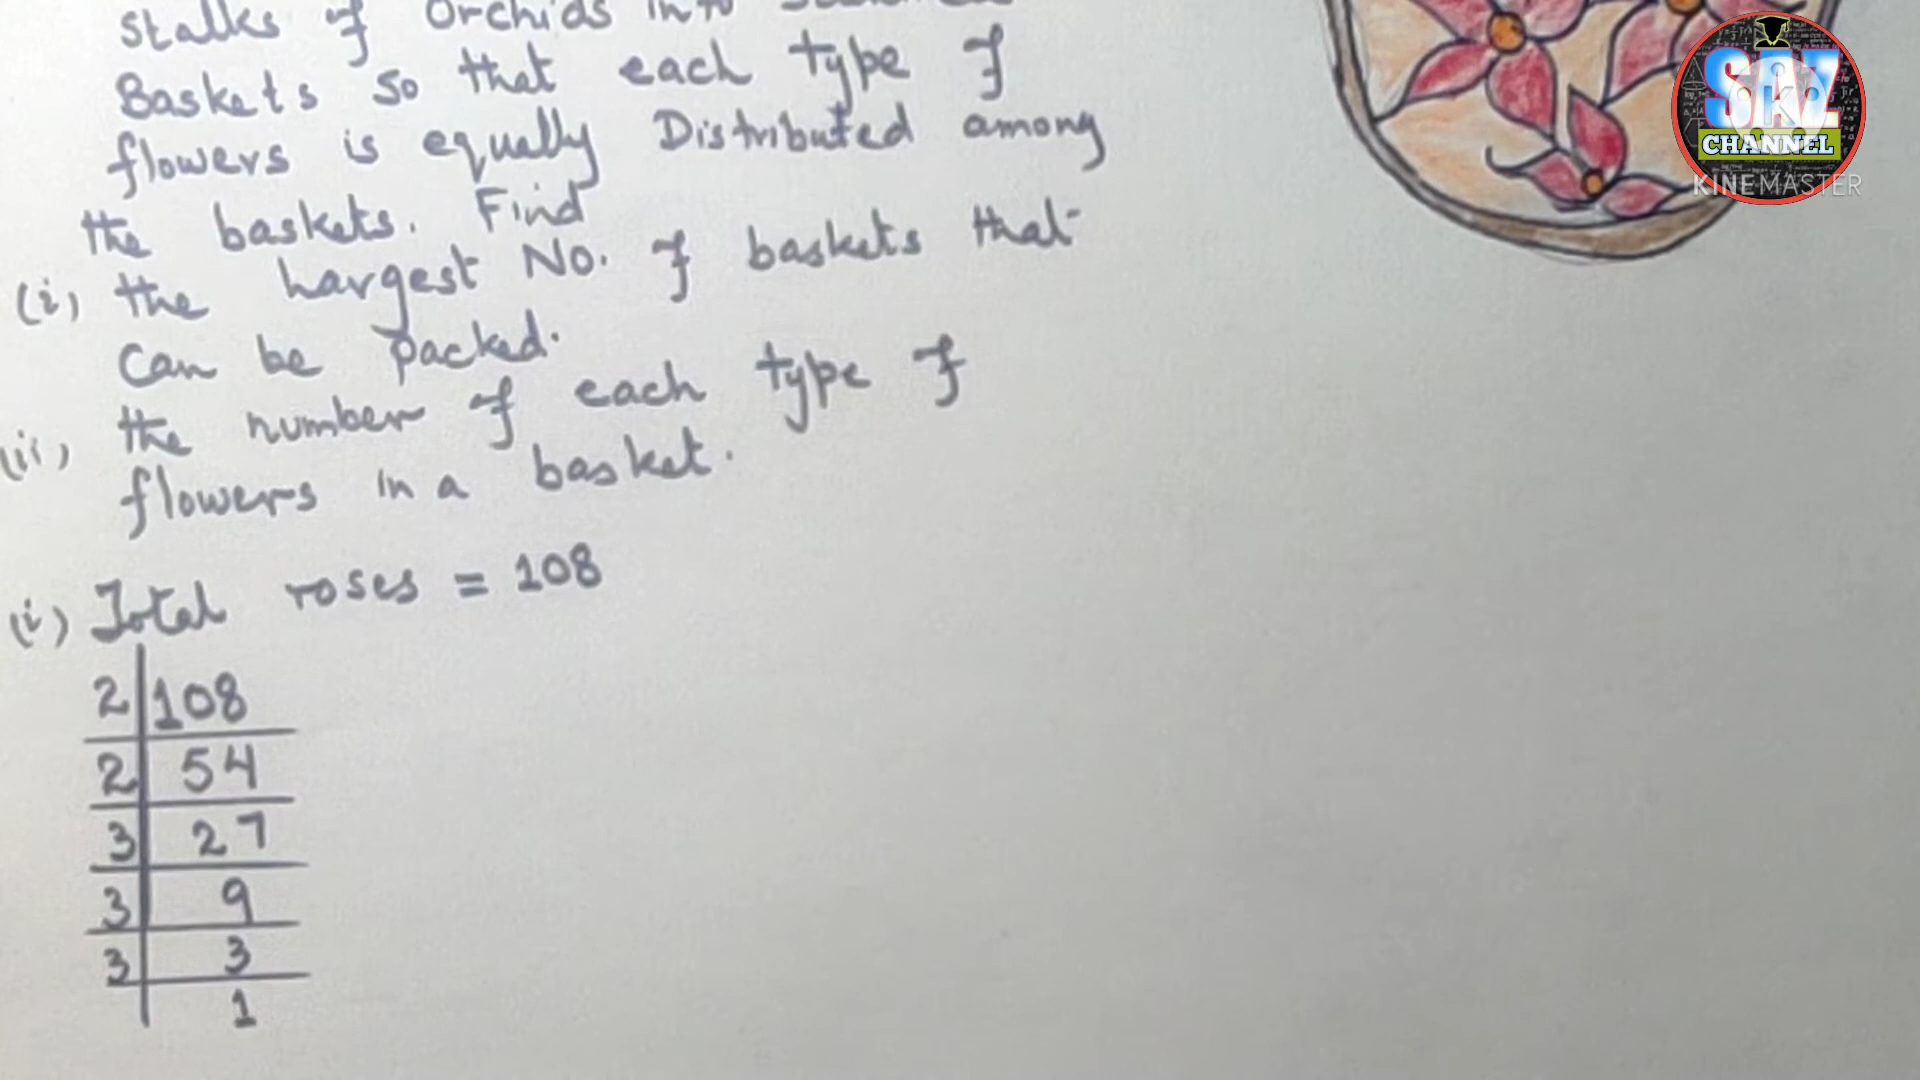 stalks of Orchids into
Baskets so that each type of
flowers is equally Distributed among
the baskets. Find
(i) the largest No. of baskets that
can be packed.
(ii) the number of each type of
flowers in a basket.
(i) Total roses = 108
2 108
2 54
3 27
3 9
3 3
1
SAZ
CHANNEL
KINEMASTER